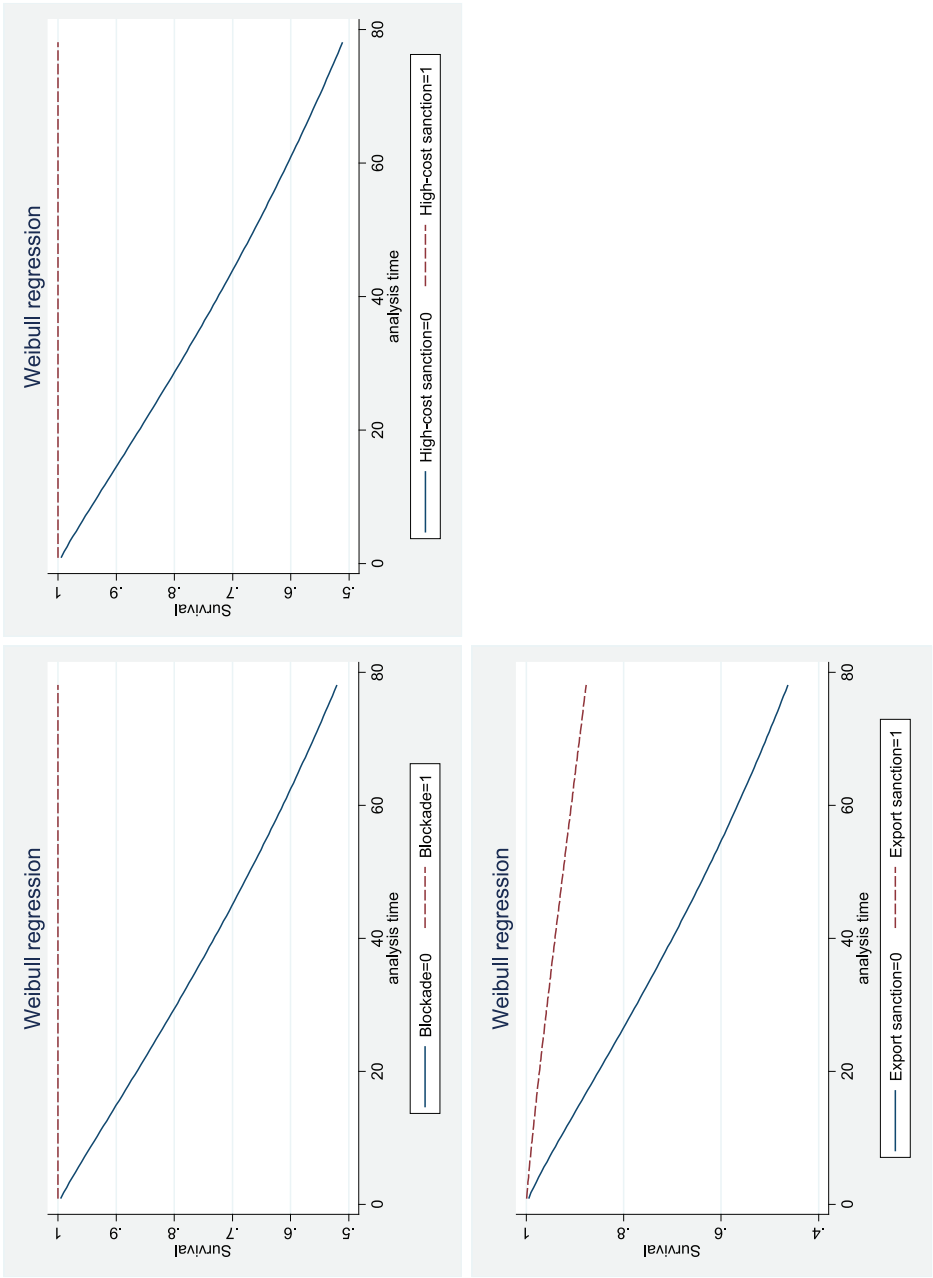 Weibull regression
Survival
1
.9
.8
.7
.6
.5
0
20
40
60
80
analysis time
Blockade=0
Blockade=1
Weibull regression
Survival
1
.9
.8
.7
.6
.5
0
20
40
60
80
analysis time
High-cost sanction=0
High-cost sanction=1
Weibull regression
Survival
1
.8
.6
.4
0
20
40
60
80
analysis time
Export sanction=0
Export sanction=1